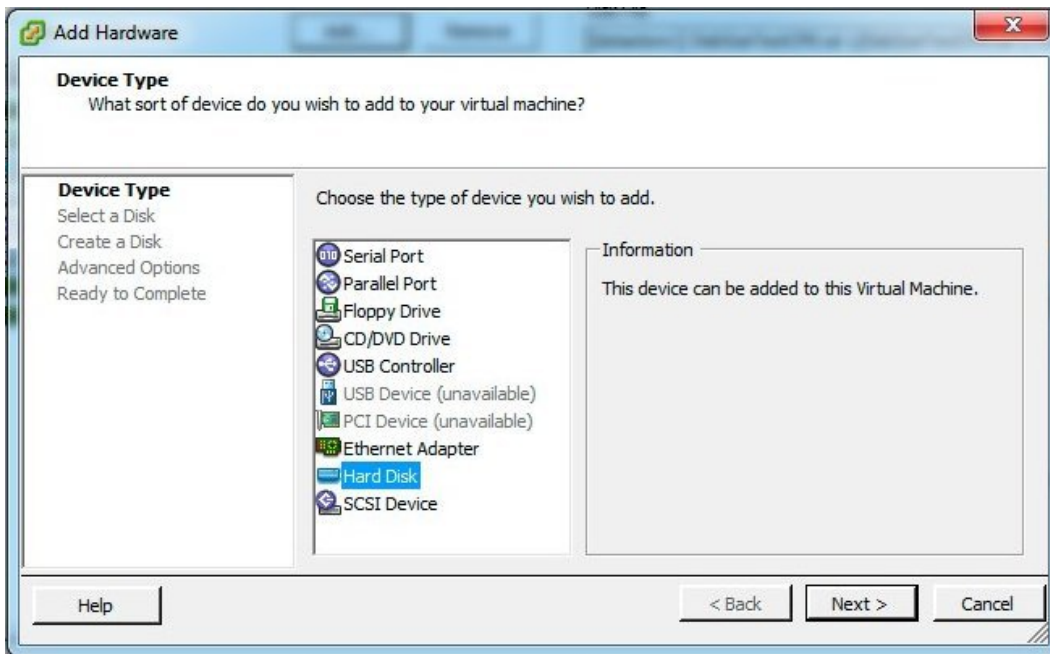 Add Hardware
Device Type
What sort of device do you wish to add to your virtual machine?
Device Type
Select a Disk
Create a Disk
Advanced Options
Ready to Complete
Choose the type of device you wish to add.
Serial Port
Parallel Port
Floppy Drive
CD/DVD Drive
USB Controller
USB Device (unavailable)
PCI Device (unavailable)
Ethernet Adapter
Hard Disk
SCSI Device
Information
This device can be added to this Virtual Machine.
Help
< Back
Next >
Cancel